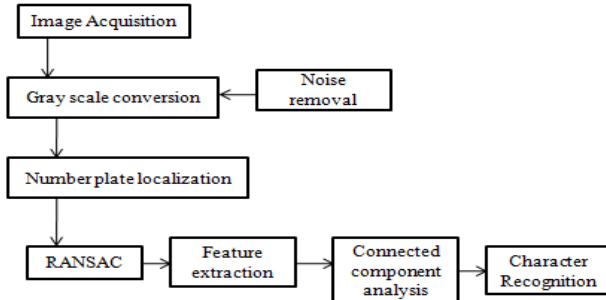 Image Acquisition
Gray scale conversion
Noise
removal
Number plate localization
RANSAC
Feature
extraction
Connected
component
analysis
Character
Recognition